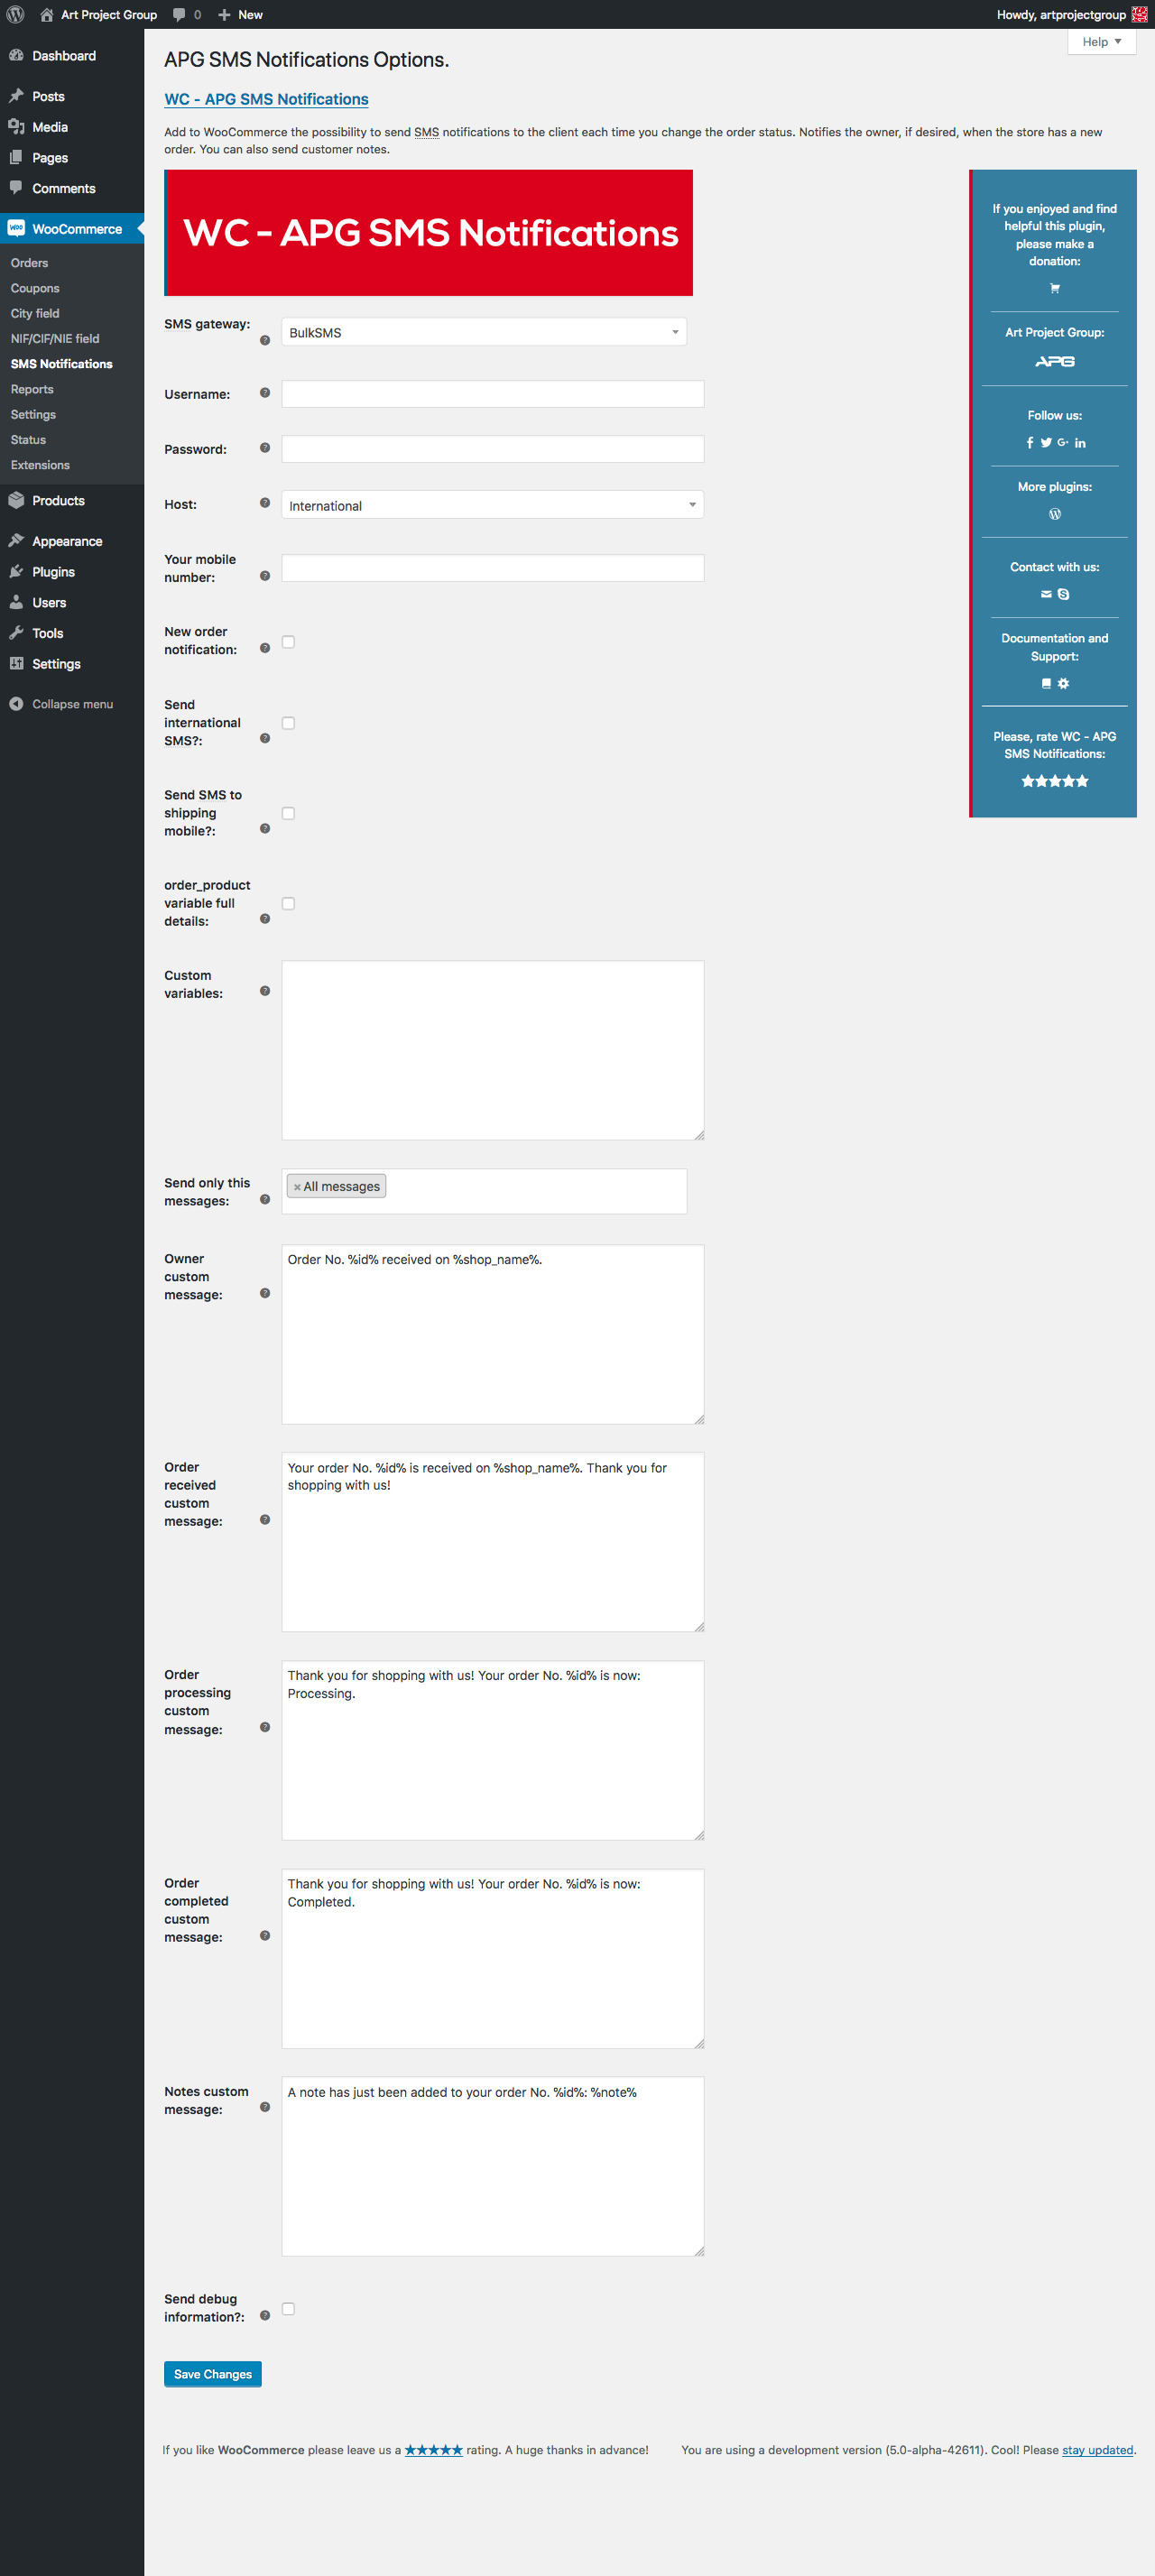 Art Project Group
0
New
Howdy, artprojectgroup
Dashboard
Posts
Media
Pages
Comments
WooCommerce
Orders
Coupons
City field
NIF/CIF/NIE field
SMS Notifications
Reports
Settings
Status
Extensions
Products
Appearance
Plugins
Users
Tools
Settings
Collapse menu
Help
APG SMS Notifications Options.
WC - APG SMS Notifications
Add to WooCommerce the possibility to send SMS notifications to the client each time you change the order status. Notifies the owner, if desired, when the store has a new
order. You can also send customer notes.
WC - APG SMS Notifications
SMS gateway:
BulkSMS
Username:
Password:
Host:
International
Your mobile
number:
New order
notification:
Send
international
SMS?:
Send SMS to
shipping
mobile?:
order_product
variable full
details:
Custom
variables:
Send only this
messages:
× All messages
Owner
custom
message:
Order No. %id% received on %shop_name%.
Order
received
custom
message:
Your order No. %id% is received on %shop_name%. Thank you for
shopping with us!
Order
processing
custom
message:
Thank you for shopping with us! Your order No. %id% is now:
Processing.
Order
completed
custom
message:
Thank you for shopping with us! Your order No. %id% is now:
Completed.
Notes custom
message:
A note has just been added to your order No. %id%: %note%
Send debug
information?:
Save Changes
If you enjoyed and find
helpful this plugin,
please make a
donation:
Art Project Group:
APG
Follow us:
More plugins:
Contact with us:
Documentation and
Support:
Please, rate WC - APG
SMS Notifications:
If you like WooCommerce please leave us a ★★★★★ rating. A huge thanks in advance!
You are using a development version (5.0-alpha-42611). Cool! Please stay updated.